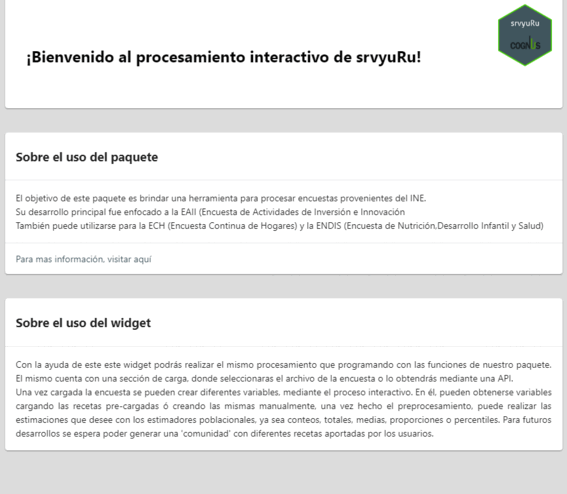 srvyuRu
COGNUS
¡Bienvenido al procesamiento interactivo de srvyuRu!
Sobre el uso del paquete
El objetivo de este paquete es brindar una herramienta para procesar encuestas provenientes del INE.
Su desarrollo principal fue enfocado a la EAII (Encuesta de Actividades de Inversión e Innovación
También puede utilizarse para la ECH (Encuesta Continua de Hogares) y la ENDIS (Encuesta de Nutrición,Desarrollo Infantil y Salud)
Para mas información, visitar aquí
Sobre el uso del widget
Con la ayuda de este este widget podrás realizar el mismo procesamiento que programando con las funciones de nuestro paquete.
El mismo cuenta con una sección de carga, donde seleccionaras el archivo de la encuesta o lo obtendrás mediante una API.
Una vez cargada la encuesta se pueden crear diferentes variables, mediante el proceso interactivo. En él, pueden obtenerse variables
cargando las recetas pre-cargadas ó creando las mismas manualmente, una vez hecho el preprocesamiento, puede realizar las
estimaciones que desee con los estimadores poblacionales, ya sea conteos, totales, medias, proporciones o percentiles. Para futuros
desarrollos se espera poder generar una 'comunidad' con diferentes recetas aportadas por los usuarios.